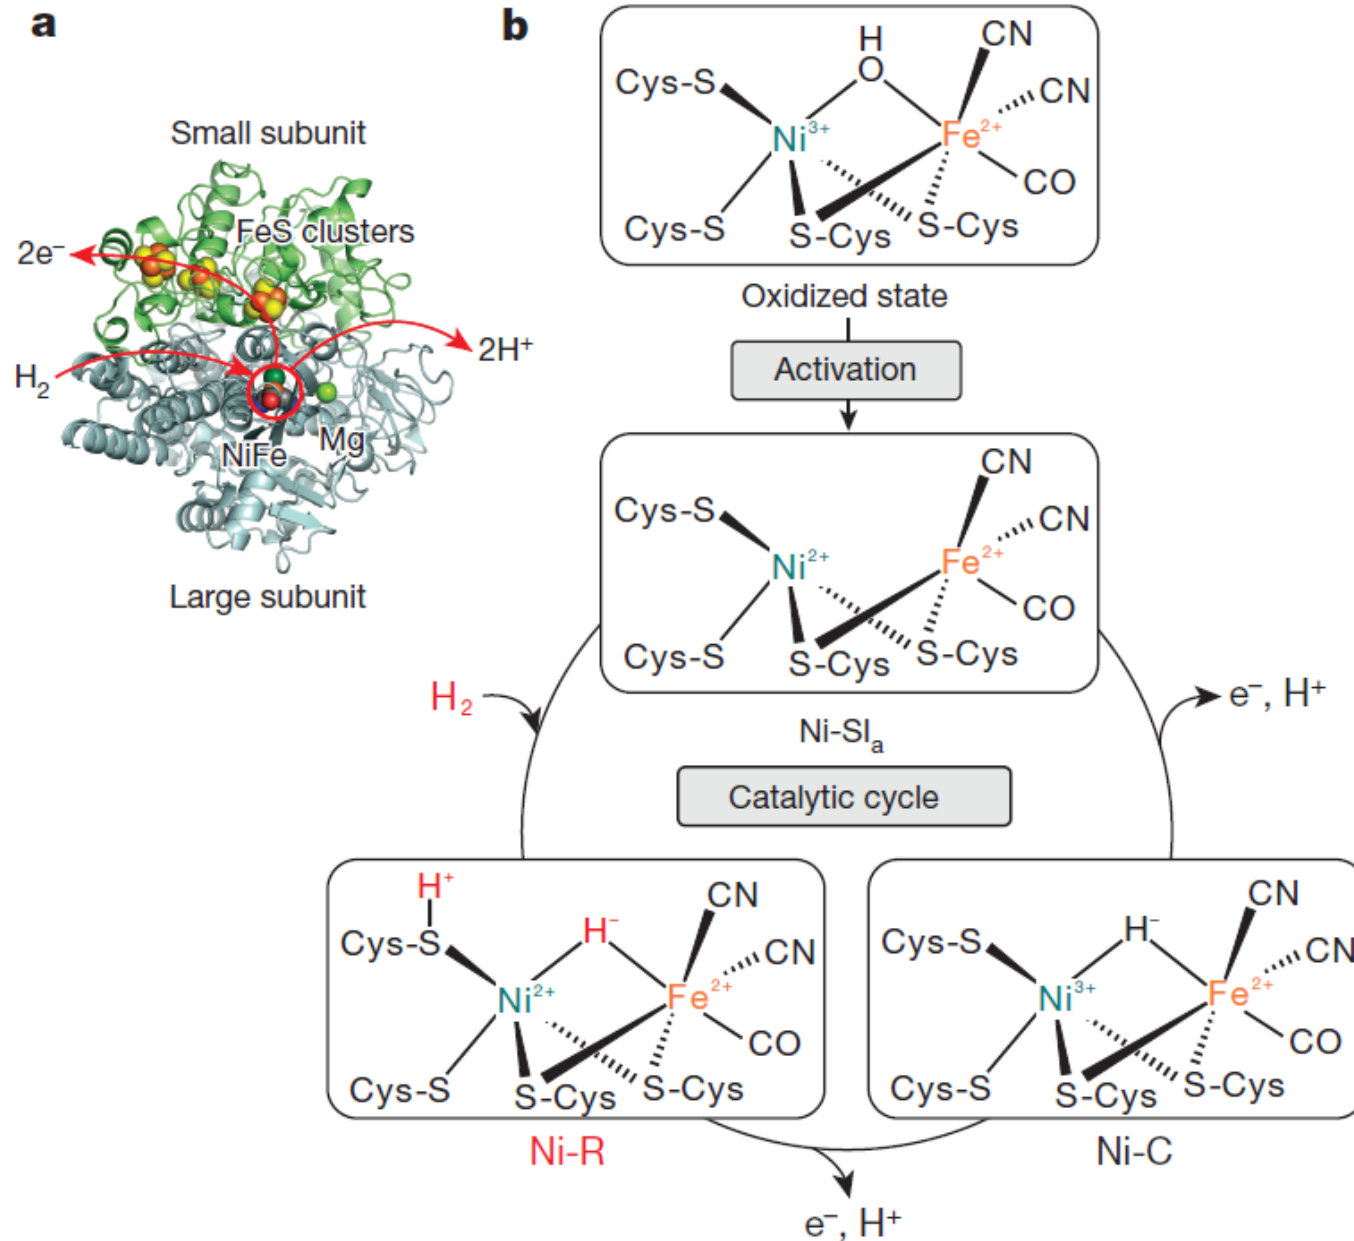 a
Small subunit
FeS clusters
2e⁻
2H⁺
H₂
NiFe
Mg
Large subunit
b
H
O
CN
Cys-S
CN
Ni³⁺
Fe²⁺
CO
Cys-S
S-Cys
S-Cys
Oxidized state
Activation
CN
Cys-S
CN
Ni²⁺
Fe²⁺
CO
Cys-S
S-Cys
S-Cys
H₂
e⁻, H⁺
Ni-SIₐ
Catalytic cycle
H⁺
CN
Cys-S
H⁻
CN
Ni²⁺
Fe²⁺
CO
Cys-S
S-Cys
S-Cys
Ni-R
CN
Cys-S
H⁻
CN
Ni³⁺
Fe²⁺
CO
Cys-S
S-Cys
S-Cys
Ni-C
e⁻, H⁺